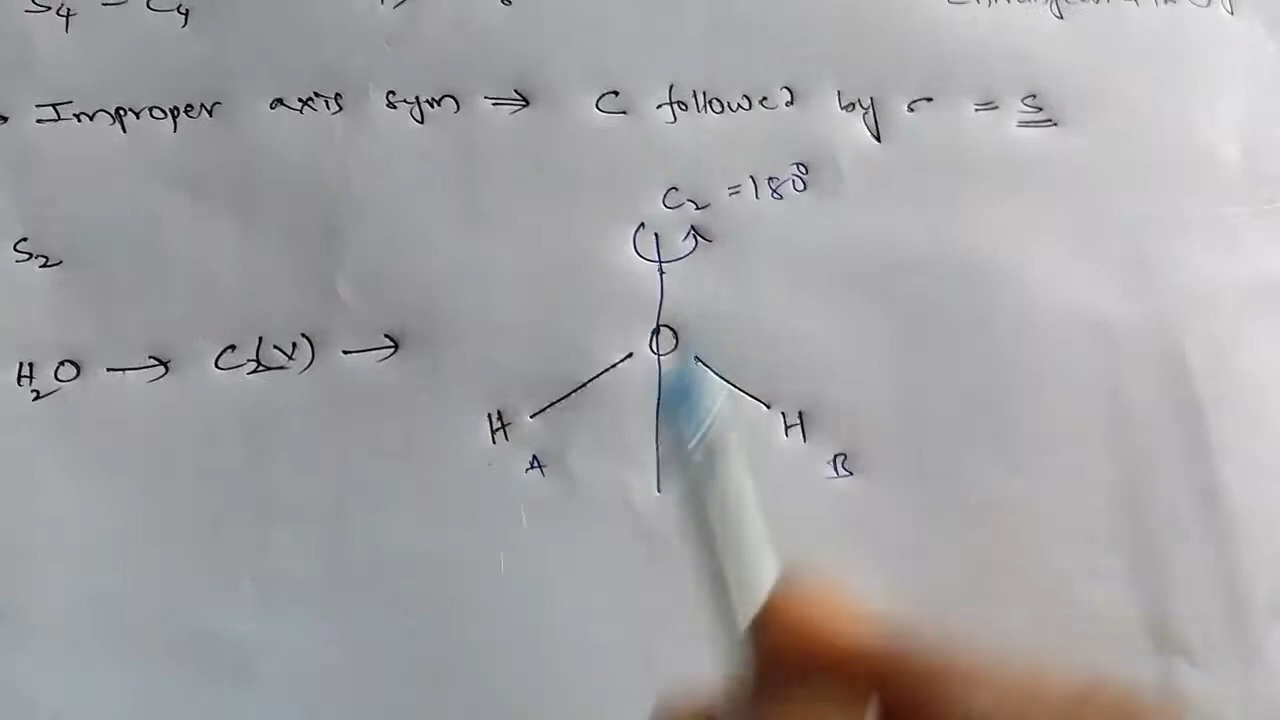 S4 - C4
Improper axis sym ⇒ C followed by σ = S
C2 = 180°
S2
H2O → C2(V) →
O
H H
A B